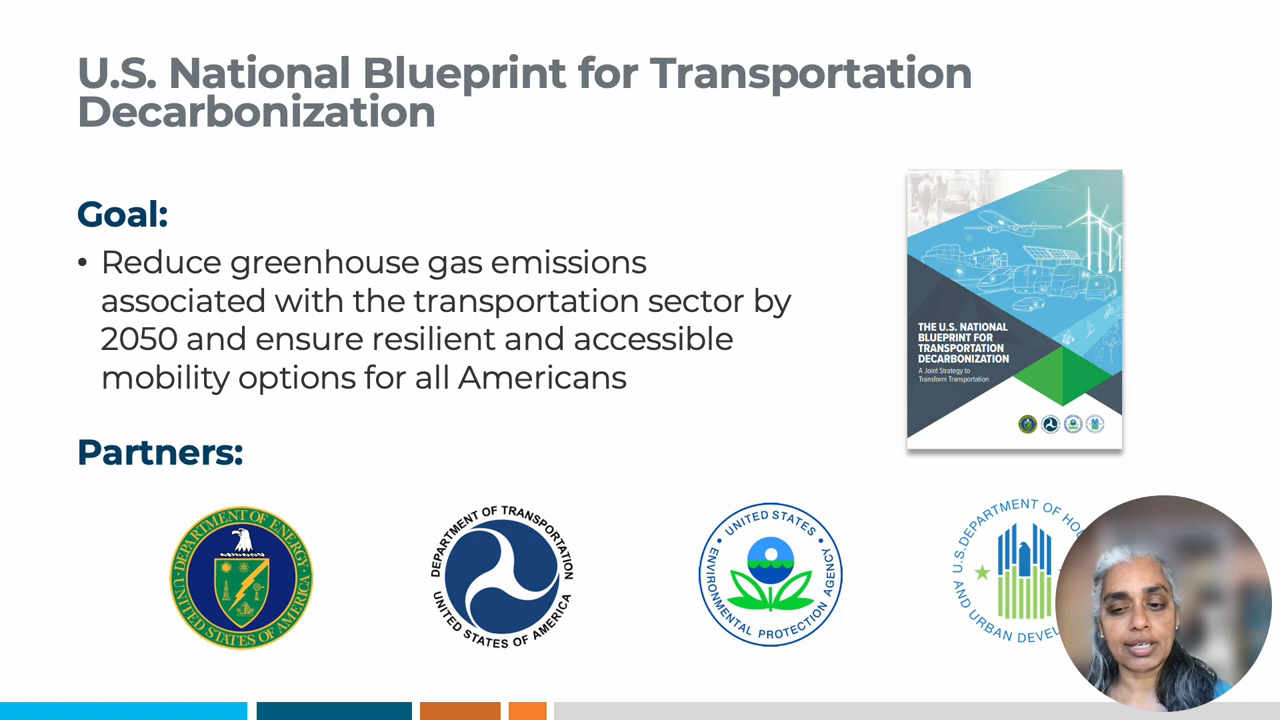 U.S. National Blueprint for Transportation
Decarbonization
Goal:
• Reduce greenhouse gas emissions
associated with the transportation sector by
2050 and ensure resilient and accessible
mobility options for all Americans
THE U.S. NATIONAL
BLUEPRINT FOR
TRANSPORTATION
DECARBONIZATION
A Joint Strategy to
Transform Transportation
Partners:
DEPARTMENT OF ENERGY
UNITED STATES OF AMERICA
DEPARTMENT OF TRANSPORTATION
UNITED STATES OF AMERICA
UNITED STATES
ENVIRONMENTAL PROTECTION AGENCY
U.S. DEPARTMENT OF
AND URBAN